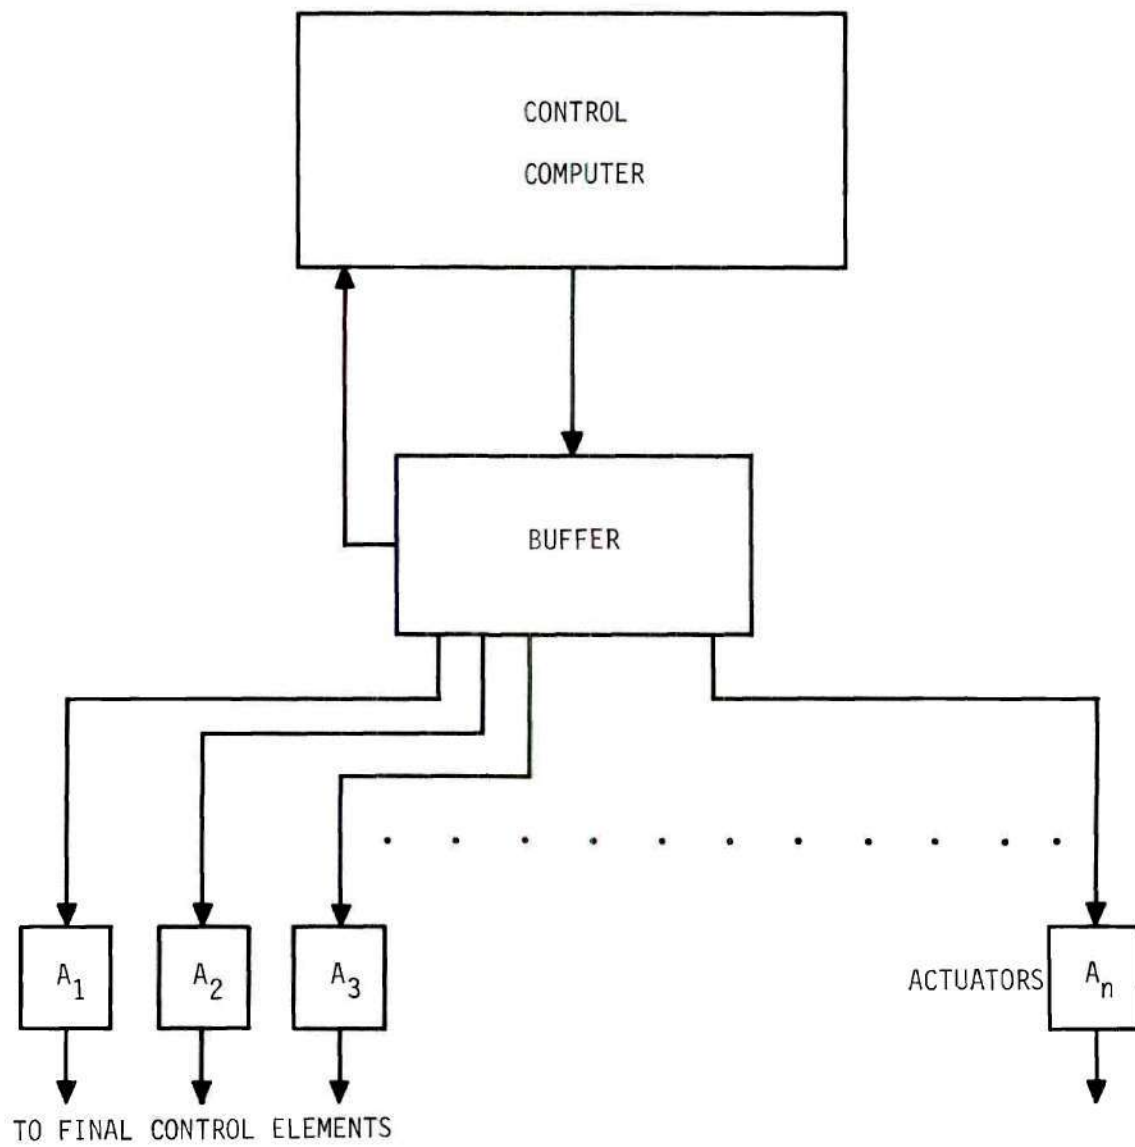 CONTROL
COMPUTER
BUFFER
A1
A2
A3
ACTUATORS
An
TO FINAL CONTROL ELEMENTS